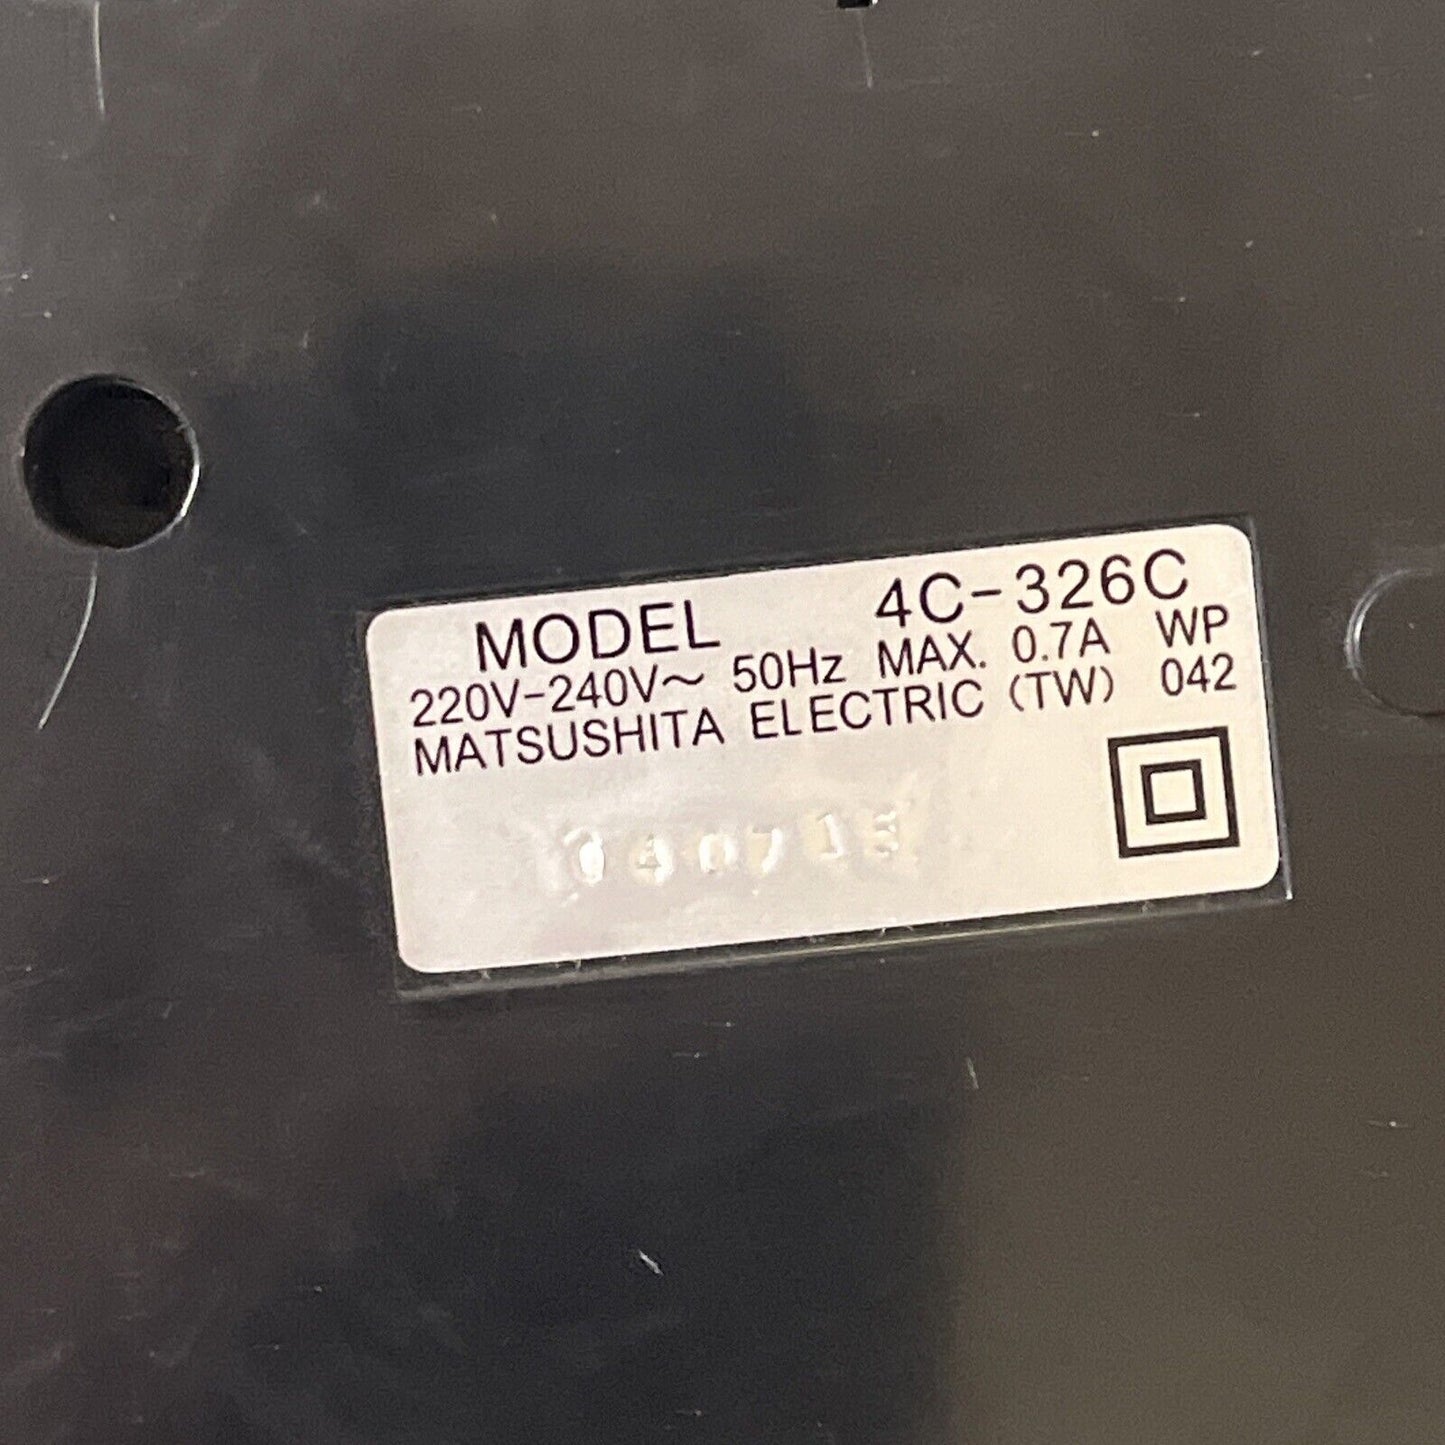 MODEL 4C-326C
220V-240V~ 50Hz MAX. 0.7A WP
MATSUSHITA ELECTRIC (TW) 042